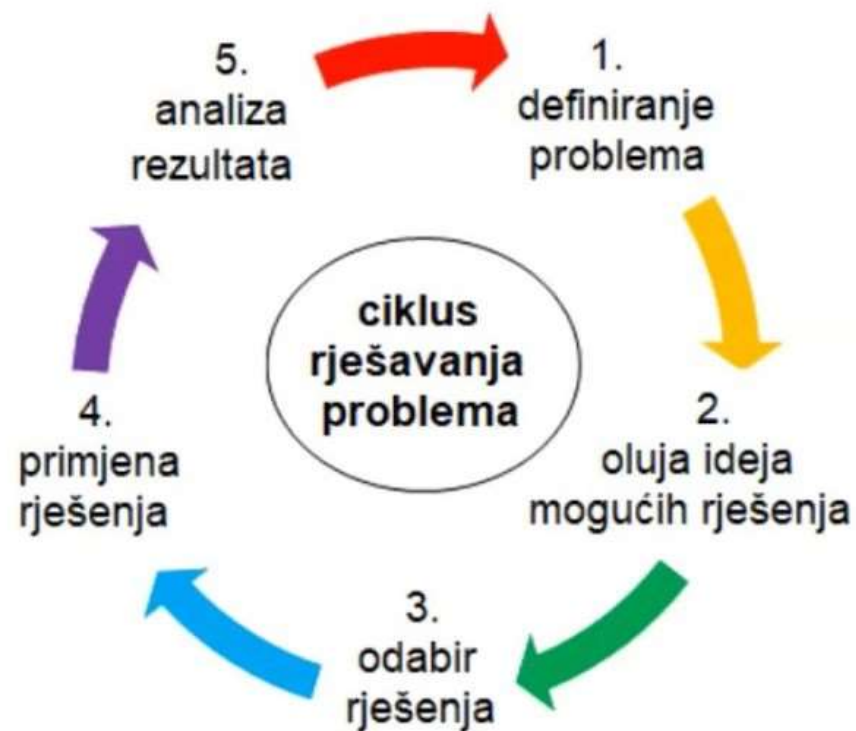 1.
definiranje
problema
2.
oluja ideja
mogućih rješenja
3.
odabir
rješenja
4.
primjena
rješenja
5.
analiza
rezultata
ciklus
rješavanja
problema